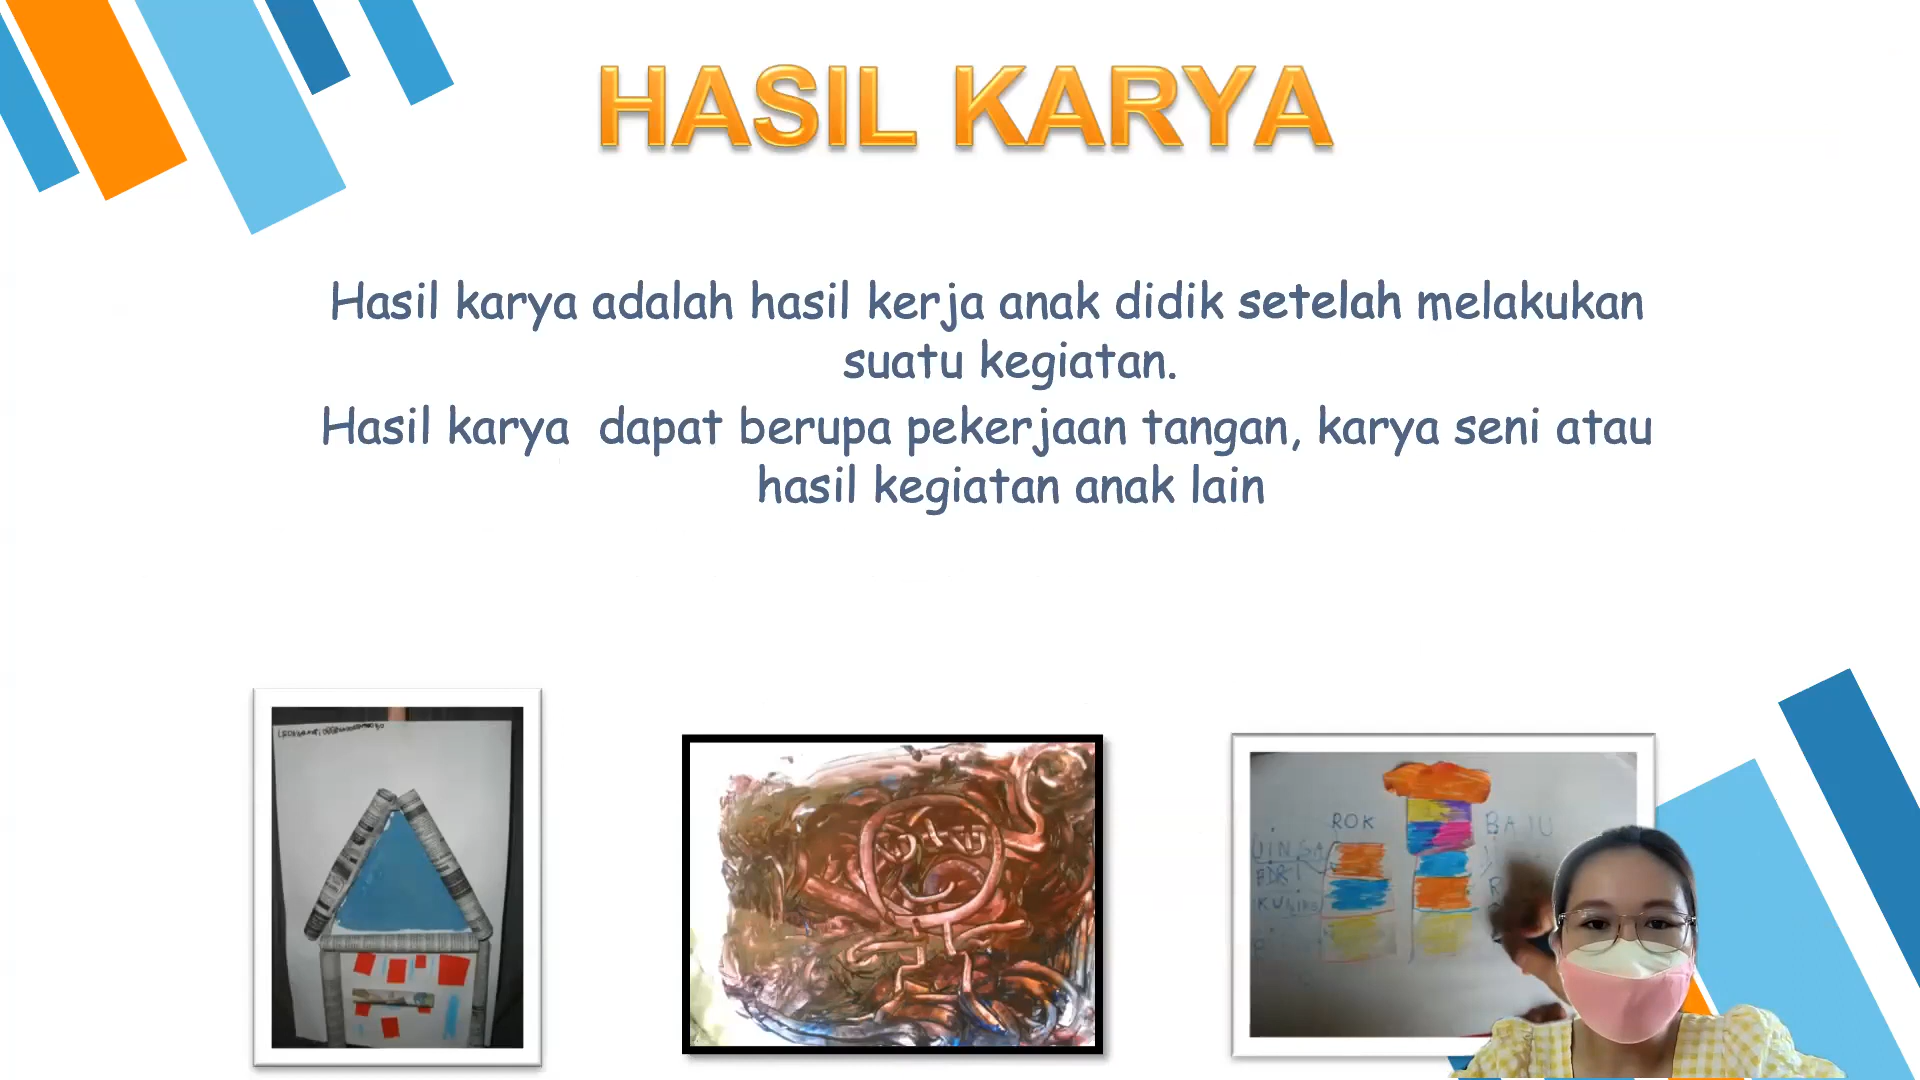 HASIL KARYA
Hasil karya adalah hasil kerja anak didik setelah melakukan
suatu kegiatan.
Hasil karya dapat berupa pekerjaan tangan, karya seni atau
hasil kegiatan anak lain
ROK
BAJU